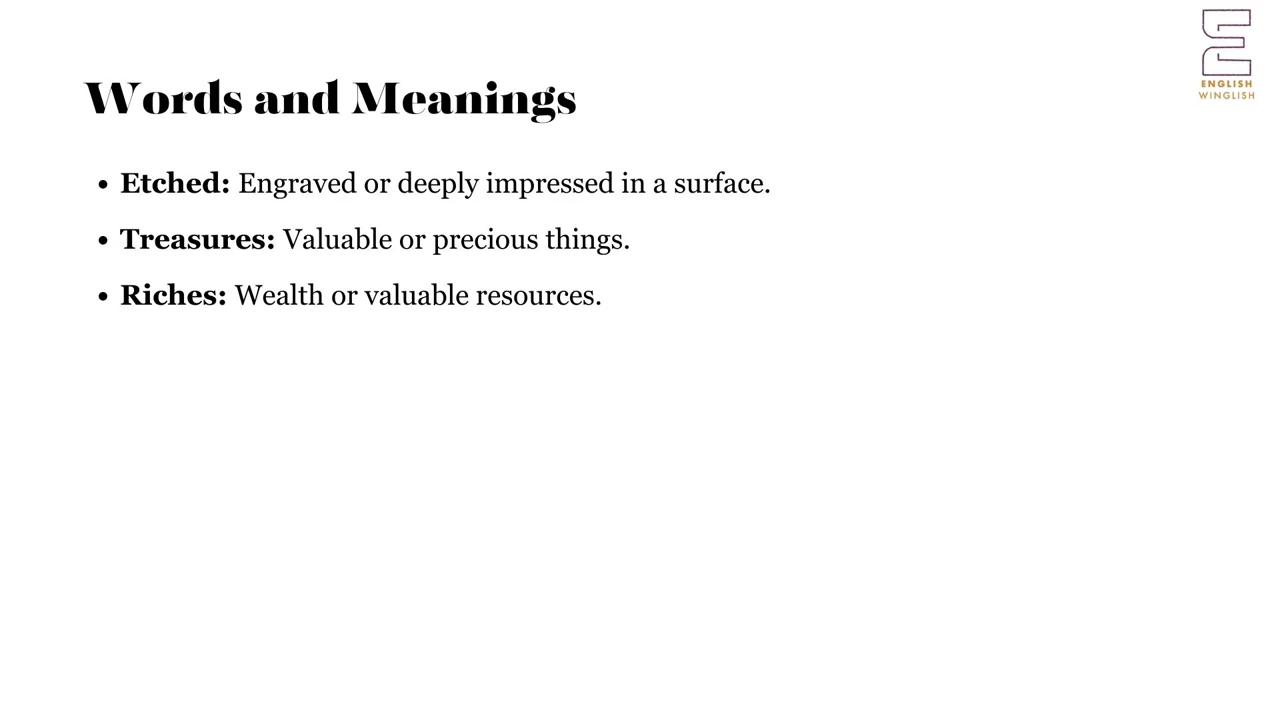 Words and Meanings
• Etched: Engraved or deeply impressed in a surface.
• Treasures: Valuable or precious things.
• Riches: Wealth or valuable resources.
ENGLISH
WINGLISH